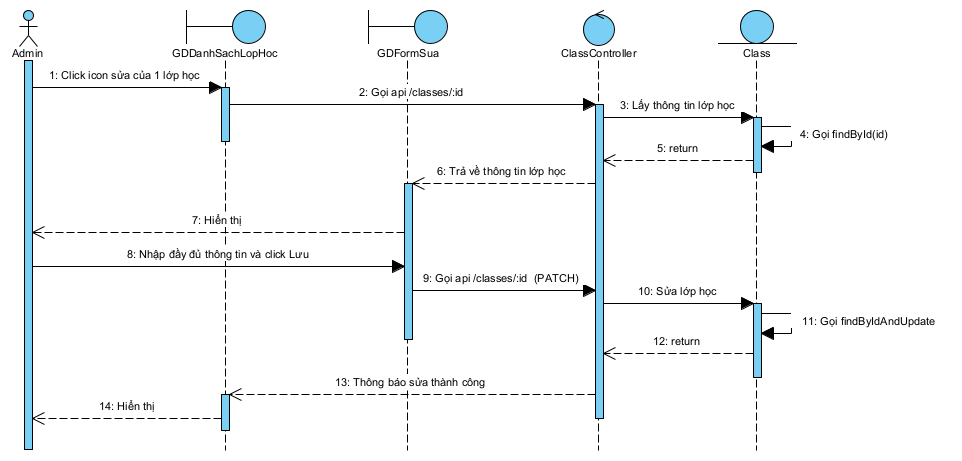 Admin
GDDanhSachLopHoc
GDFormSua
ClassController
Class
1: Click icon sửa của 1 lớp học
2: Gọi api /classes/:id
3: Lấy thông tin lớp học
4: Gọi findById(id)
5: return
6: Trả về thông tin lớp học
7: Hiển thị
8: Nhập đầy đủ thông tin và click Lưu
9: Gọi api /classes/:id (PATCH)
10: Sửa lớp học
11: Gọi findByIdAndUpdate
12: return
13: Thông báo sửa thành công
14: Hiển thị